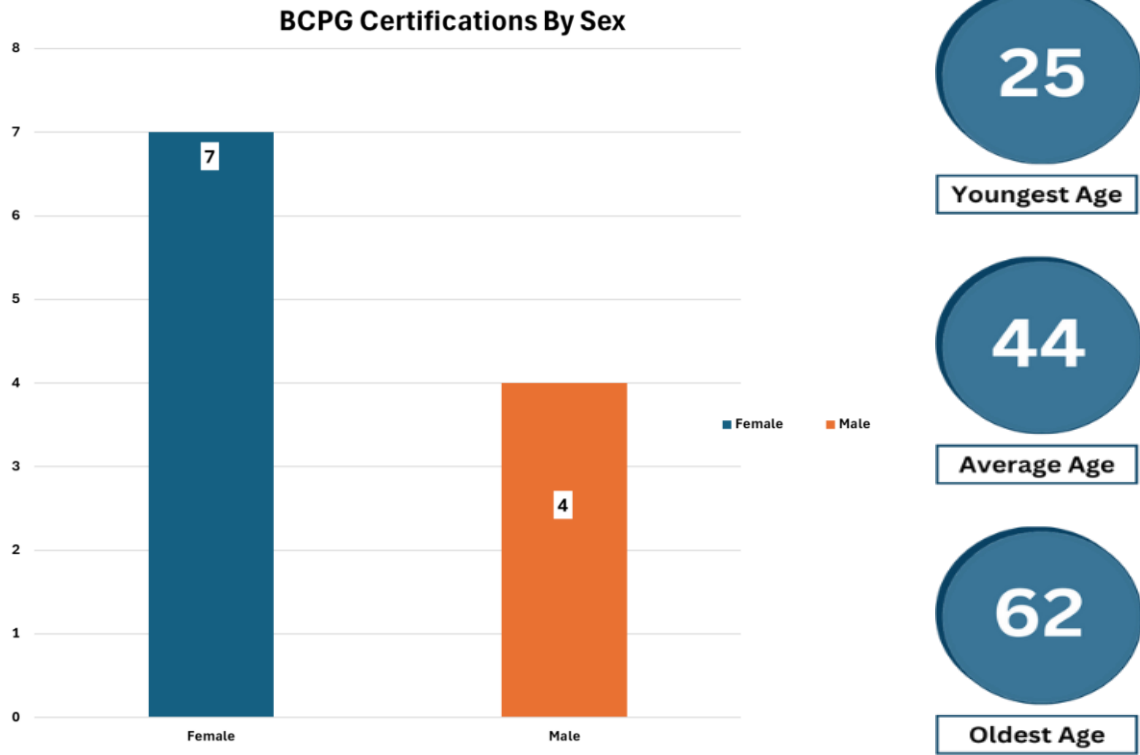 BCPG Certifications By Sex
8
7
6
5
4
3
2
1
0
7
4
Female
Male
Female
Male
25
Youngest Age
44
Average Age
62
Oldest Age